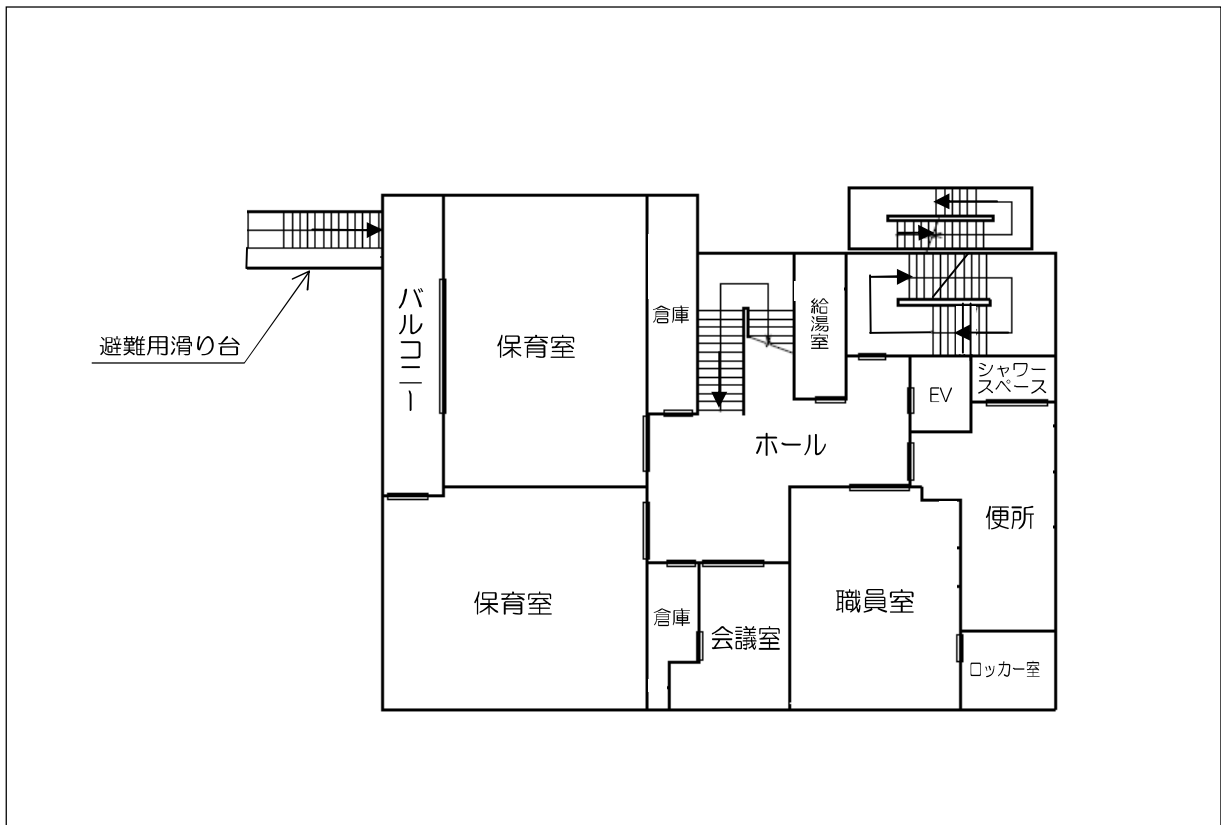 避難用滑り台
バルコニー
保育室
倉庫
給湯室
EV
シャワー
スペース
ホール
便所
保育室
倉庫
会議室
職員室
ロッカー室